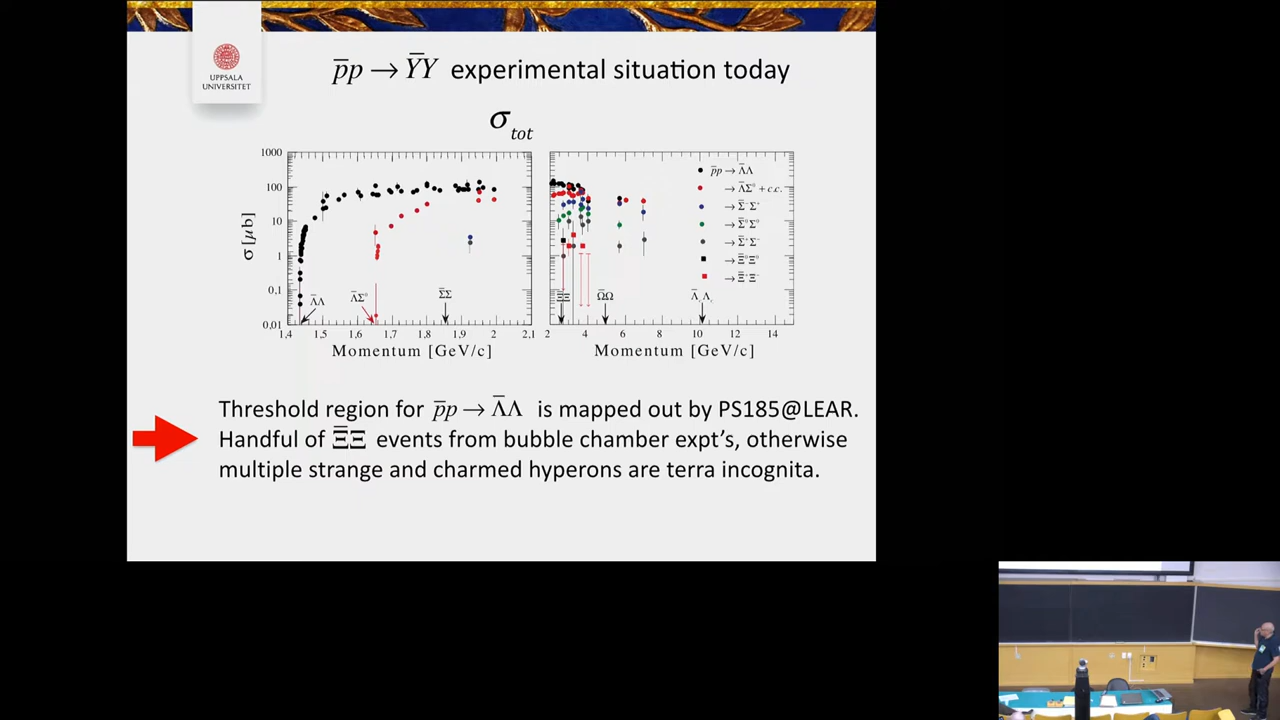 UPPSALA
UNIVERSITET
p̅p → Y̅Y experimental situation today
σtot
σ [μb]
1000
100
10
1
0.1
0.01
Λ̅Λ
Λ̅Σ⁰
Σ̅Σ
1.4 1.5 1.6 1.7 1.8 1.9 2 2.1
Momentum [GeV/c]
p̅p → Λ̅Λ
→ Λ̅Σ⁰ + c.c.
→ Σ̅⁻Σ⁺
→ Σ̅⁰Σ⁰
→ Σ̅⁺Σ⁻
→ Ξ̅⁰Ξ⁰
→ Ξ̅⁺Ξ⁻
Ξ̅Ξ
Ω̅Ω
Λ̅ Λ
2 4 6 8 10 12 14
Momentum [GeV/c]
Threshold region for p̅p → Λ̅Λ is mapped out by PS185@LEAR.
Handful of Ξ̅Ξ events from bubble chamber expt's, otherwise
multiple strange and charmed hyperons are terra incognita.